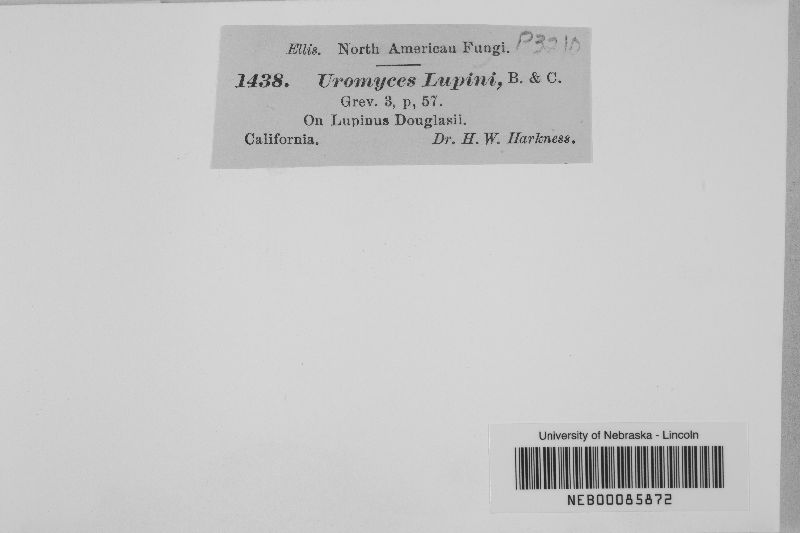 Ellis. North American Fungi. P3210
1438. Uromyces Lupini, B. & C.
Grev. 3, p, 57.
On Lupinus Douglasii.
California. Dr. H. W. Harkness.
University of Nebraska - Lincoln
NEB00085872